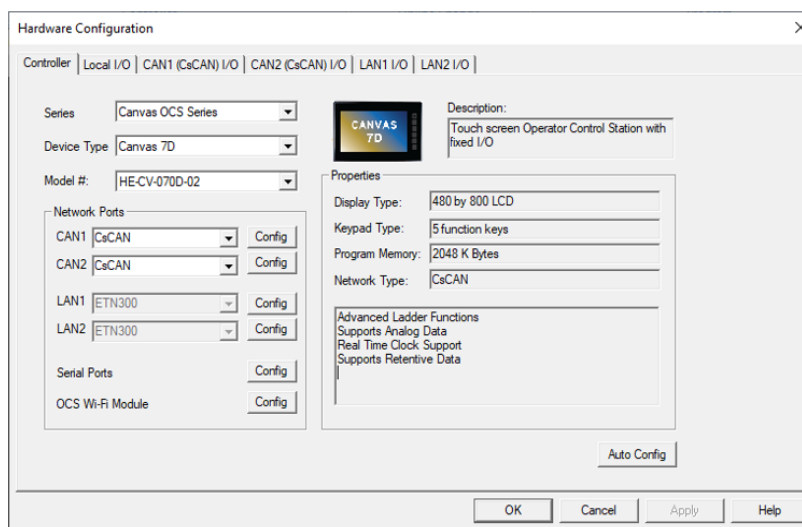 Hardware Configuration
Controller
Local I/O
CAN1 (CsCAN) I/O
CAN2 (CsCAN) I/O
LAN1 I/O
LAN2 I/O
Series
Canvas OCS Series
Device Type
Canvas 7D
Model #:
HE-CV-070D-02
CANVAS
7D
Description:
Touch screen Operator Control Station with
fixed I/O
Network Ports
CAN1
CsCAN
Config
CAN2
CsCAN
Config
LAN1
ETN300
Config
LAN2
ETN300
Config
Serial Ports
Config
OCS Wi-Fi Module
Config
Properties
Display Type:
480 by 800 LCD
Keypad Type:
5 function keys
Program Memory:
2048 K Bytes
Network Type:
CsCAN
Advanced Ladder Functions
Supports Analog Data
Real Time Clock Support
Supports Retentive Data
Auto Config
OK
Cancel
Apply
Help